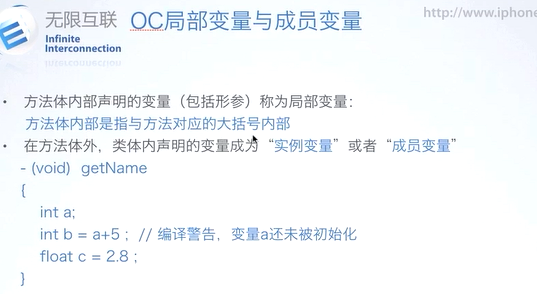 无限互联
Infinite
Interconnection
OC局部变量与成员变量
http://www.iphone
• 方法体内部声明的变量（包括形参）称为局部变量：
方法体内部是指与方法对应的大括号内部
• 在方法体外，类体内声明的变量成为“实例变量”或者“成员变量”
- (void) getName
{
int a;
int b = a+5 ; // 编译警告，变量a还未被初始化
float c = 2.8 ;
}